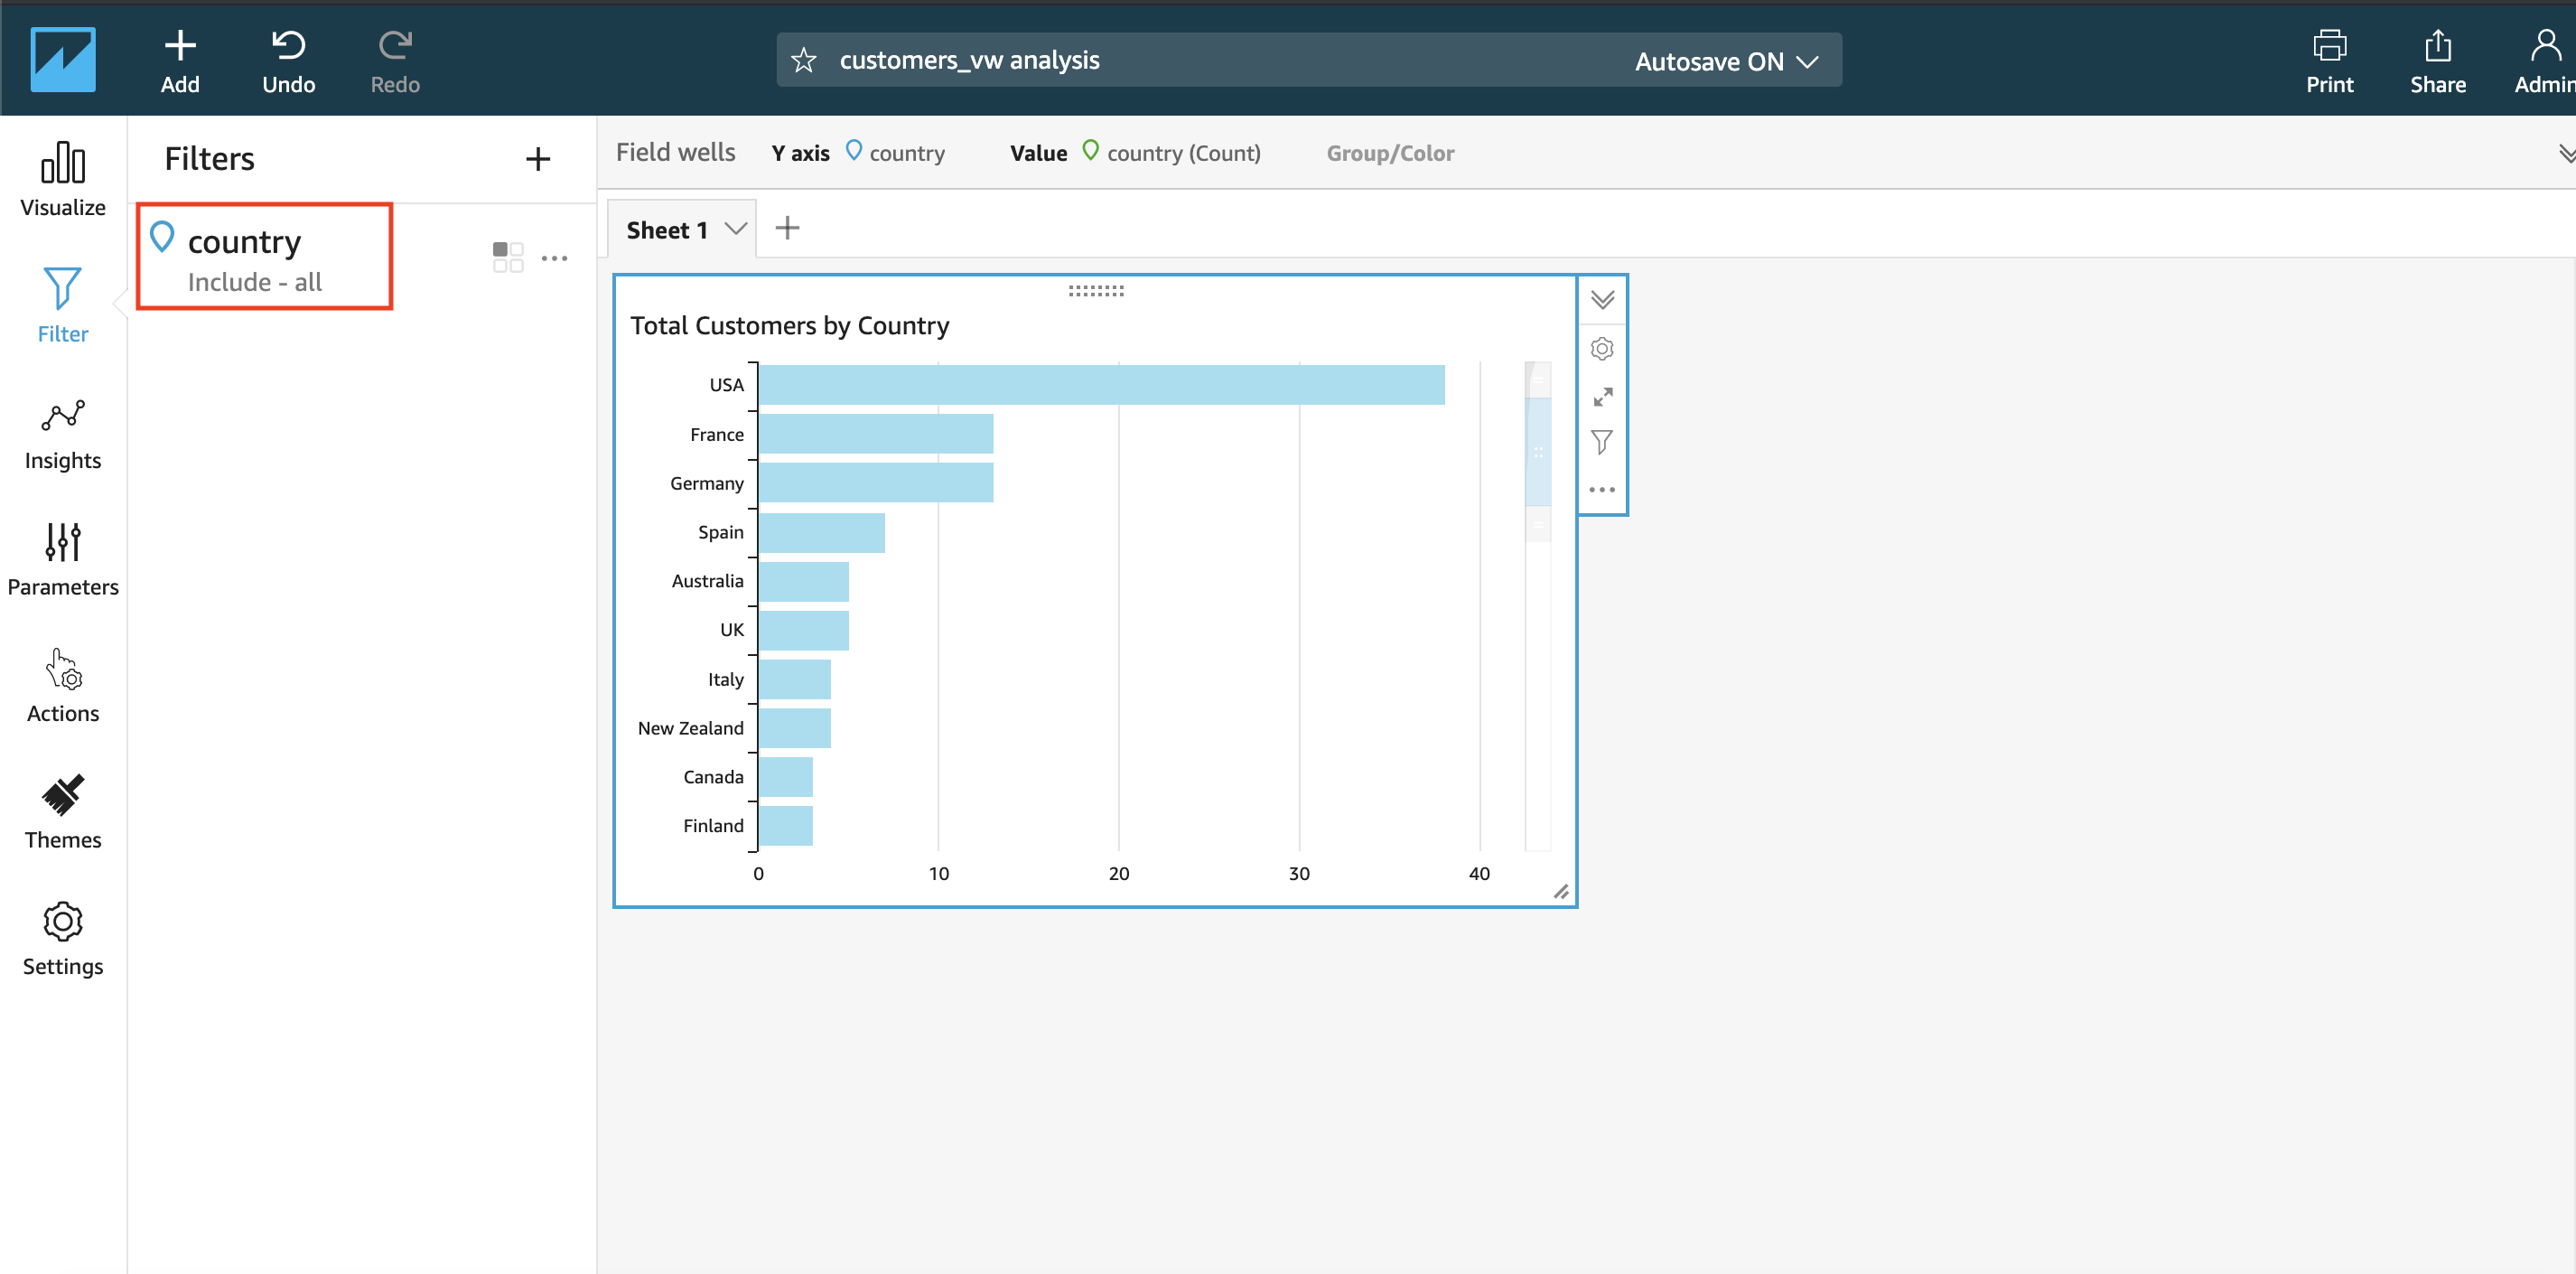 Add
Undo
Redo
customers_vw analysis
Autosave ON
Print
Share
Admin
Visualize
Filter
Insights
Parameters
Actions
Themes
Settings
Filters
country
Include - all
Field wells Y axis country Value country (Count) Group/Color
Sheet 1
Total Customers by Country
USA
France
Germany
Spain
Australia
UK
Italy
New Zealand
Canada
Finland
0 10 20 30 40